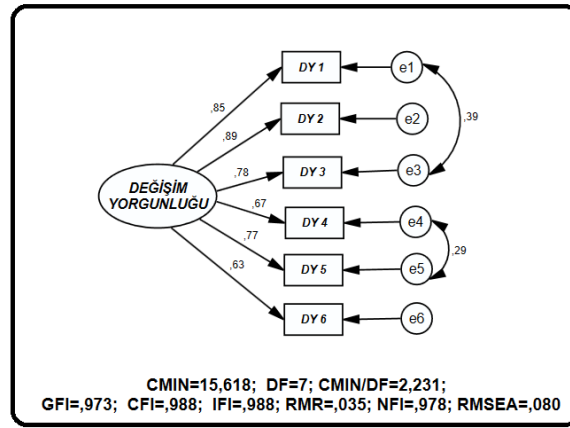 DY 1
e1
,85
DY 2
e2
,39
,89
DY 3
e3
,78
DEĞİŞİM
YORGUNLUĞU
,67
DY 4
e4
,77
,29
DY 5
e5
,63
DY 6
e6
CMIN=15,618; DF=7; CMIN/DF=2,231;
GFI=,973; CFI=,988; IFI=,988; RMR=,035; NFI=,978; RMSEA=,080